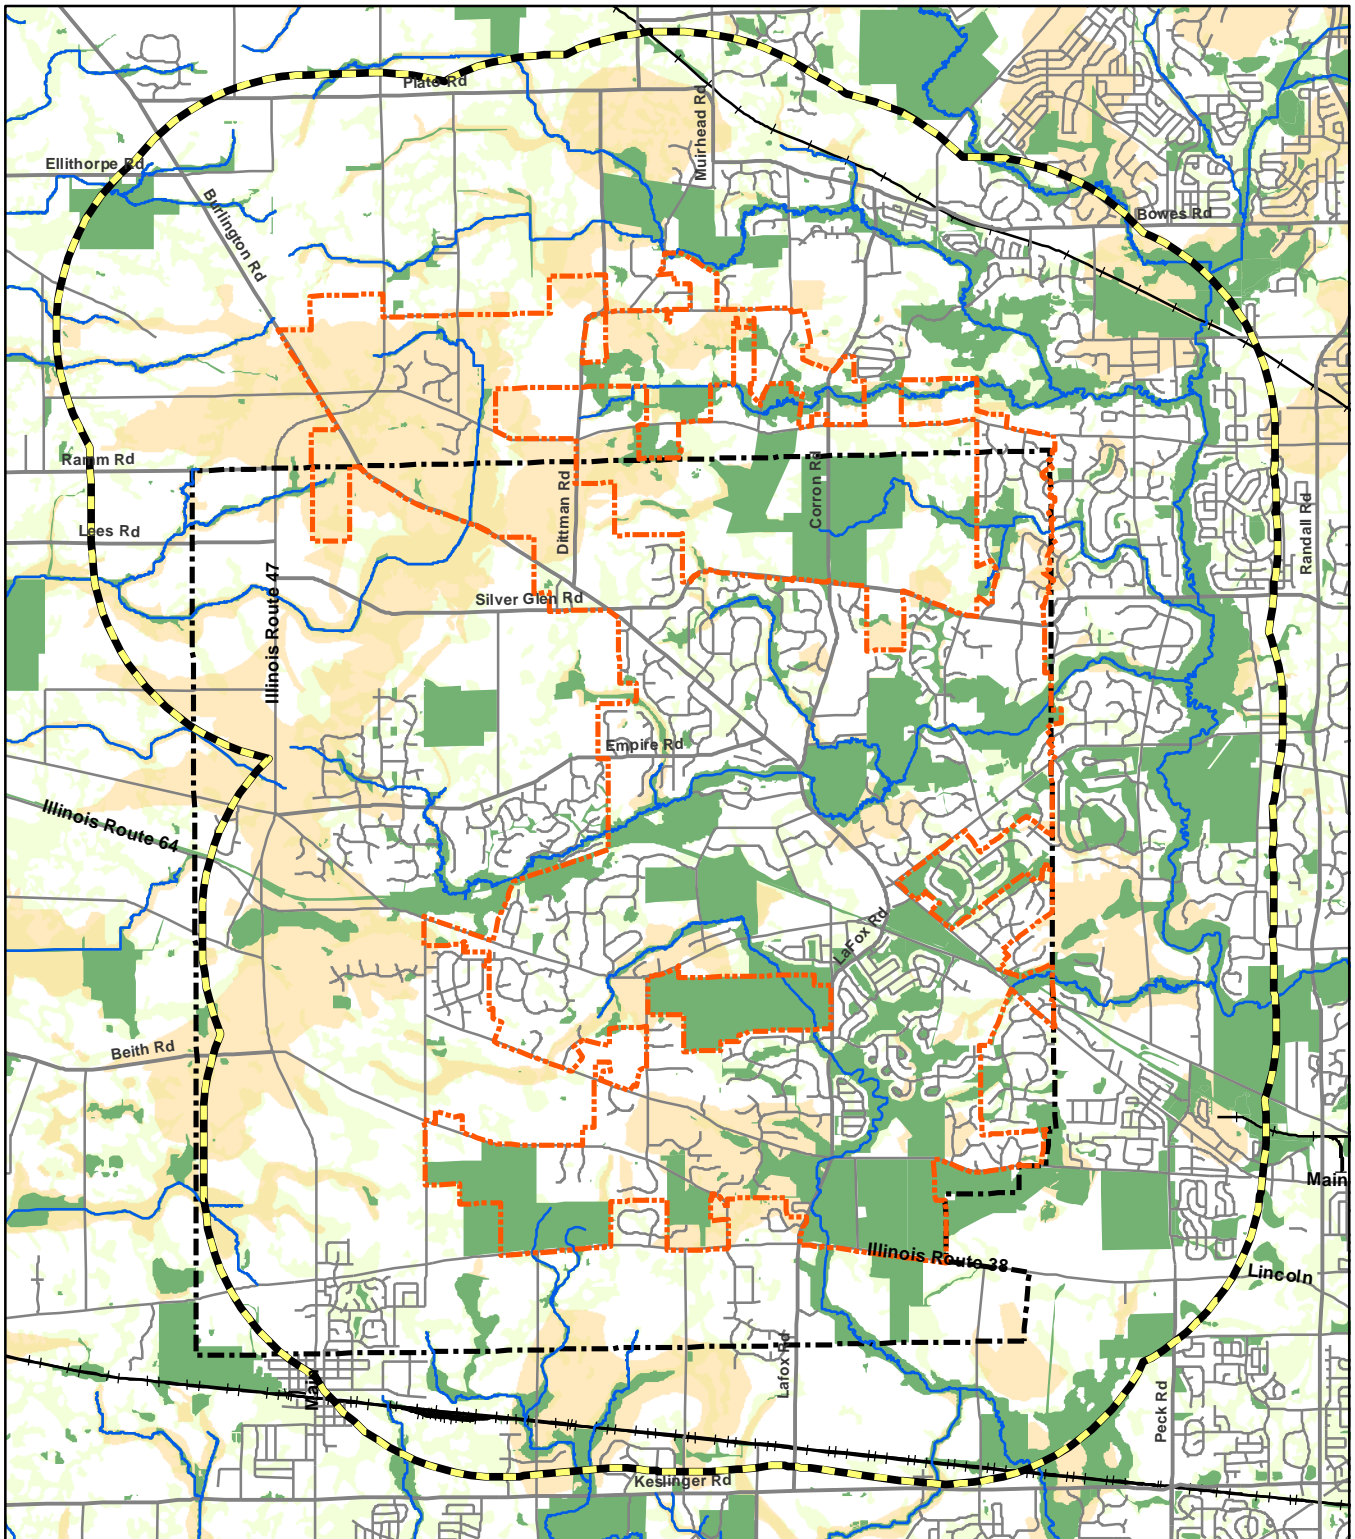 Plate Rd
Muirhead Rd
Ellithorpe Rd
Burlington Rd
Bowes Rd
Ramm Rd
Corron Rd
Dittman Rd
Randall Rd
Lees Rd
Silver Glen Rd
Illinois Route 47
Empire Rd
Illinois Route 64
LaFox Rd
Beith Rd
Main
Illinois Route 38
Lincoln
Lafox Rd
Main
Peck Rd
Keslinger Rd